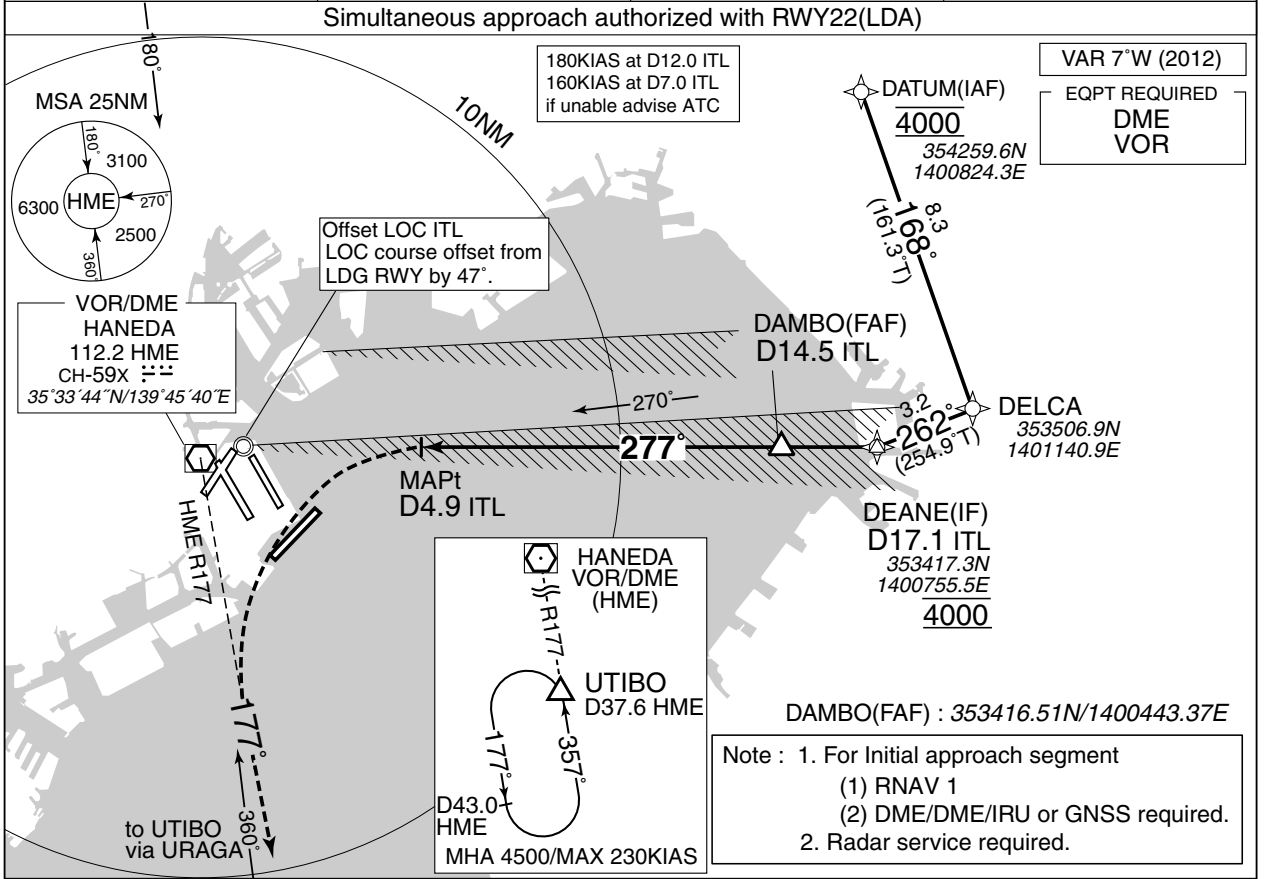 Simultaneous approach authorized with RWY22(LDA)
180°
MSA 25NM
180°
3100
6300
HME
270°
2500
360°
10NM
180KIAS at D12.0 ITL
160KIAS at D7.0 ITL
if unable advise ATC
VAR 7°W (2012)
EQPT REQUIRED
DME
VOR
DATUM(IAF)
4000
354259.6N
1400824.3E
8.3
168°
(161.3°T)
Offset LOC ITL
LOC course offset from
LDG RWY by 47°.
VOR/DME
HANEDA
112.2 HME
CH-59X
35°33′44″N/139°45′40″E
DAMBO(FAF)
D14.5 ITL
270°
3.2
262°
(254.9°T)
DELCA
353506.9N
1401140.9E
277°
MAPt
D4.9 ITL
DEANE(IF)
D17.1 ITL
353417.3N
1400755.5E
4000
HME R177
HANEDA
VOR/DME
(HME)
R177
UTIBO
D37.6 HME
177°
357°
D43.0
HME
MHA 4500/MAX 230KIAS
177°
360°
to UTIBO
via URAGA
DAMBO(FAF) : 353416.51N/1400443.37E
Note : 1. For Initial approach segment
(1) RNAV 1
(2) DME/DME/IRU or GNSS required.
2. Radar service required.